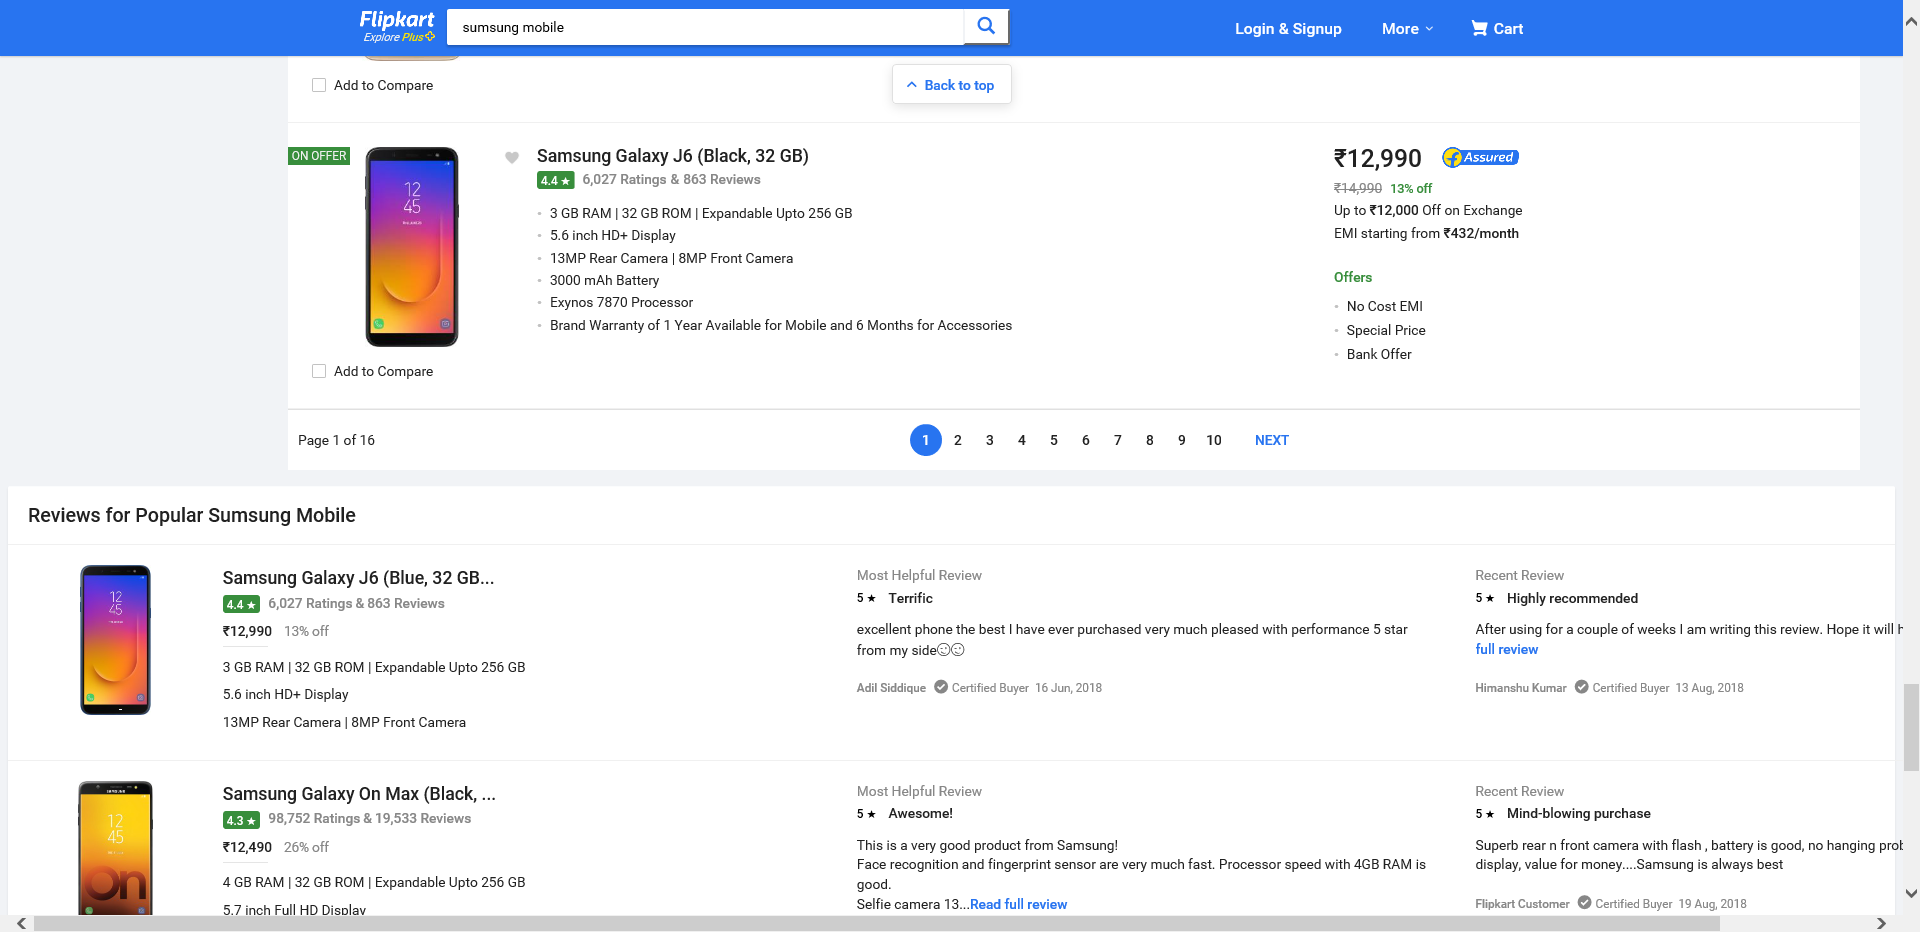 Flipkart
Explore Plus
sumsung mobile
Login & Signup
More
Cart
Add to Compare
Back to top
ON OFFER
12
45
Samsung Galaxy J6 (Black, 32 GB)
4.4 ★ 6,027 Ratings & 863 Reviews
3 GB RAM | 32 GB ROM | Expandable Upto 256 GB
5.6 inch HD+ Display
13MP Rear Camera | 8MP Front Camera
3000 mAh Battery
Exynos 7870 Processor
Brand Warranty of 1 Year Available for Mobile and 6 Months for Accessories
₹12,990 Assured
₹14,990 13% off
Up to ₹12,000 Off on Exchange
EMI starting from ₹432/month
Offers
No Cost EMI
Special Price
Bank Offer
Add to Compare
Page 1 of 16
1 2 3 4 5 6 7 8 9 10 NEXT
Reviews for Popular Sumsung Mobile
12
45
Samsung Galaxy J6 (Blue, 32 GB...
4.4 ★ 6,027 Ratings & 863 Reviews
₹12,990 13% off
3 GB RAM | 32 GB ROM | Expandable Upto 256 GB
5.6 inch HD+ Display
13MP Rear Camera | 8MP Front Camera
Most Helpful Review
5 ★ Terrific
excellent phone the best I have ever purchased very much pleased with performance 5 star
from my side
Adil Siddique Certified Buyer 16 Jun, 2018
Recent Review
5 ★ Highly recommended
After using for a couple of weeks I am writing this review. Hope it will h
full review
Himanshu Kumar Certified Buyer 13 Aug, 2018
SAMSUNG
12
45
on
Samsung Galaxy On Max (Black, ...
4.3 ★ 98,752 Ratings & 19,533 Reviews
₹12,490 26% off
4 GB RAM | 32 GB ROM | Expandable Upto 256 GB
5.7 inch Full HD Display
Most Helpful Review
5 ★ Awesome!
This is a very good product from Samsung!
Face recognition and fingerprint sensor are very much fast. Processor speed with 4GB RAM is
good.
Selfie camera 13...Read full review
Recent Review
5 ★ Mind-blowing purchase
Superb rear n front camera with flash , battery is good, no hanging prob
display, value for money....Samsung is always best
Flipkart Customer Certified Buyer 19 Aug, 2018